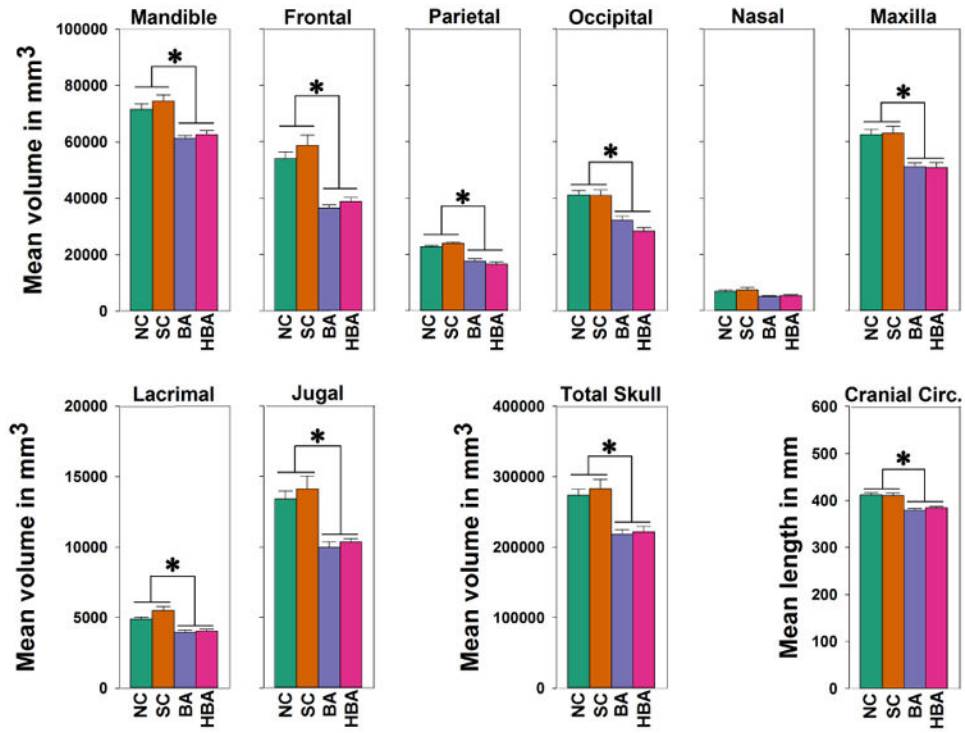 Mandible Frontal Parietal Occipital Nasal Maxilla
Mean volume in mm³
100000
80000
60000
40000
20000
0
* * * * *
NC SC BA HBA NC SC BA HBA NC SC BA HBA NC SC BA HBA NC SC BA HBA NC SC BA HBA
Lacrimal Jugal Total Skull Cranial Circ.
Mean volume in mm³
20000
15000
10000
5000
0
* *
NC SC BA HBA NC SC BA HBA
Mean volume in mm³
400000
300000
200000
100000
0
*
NC SC BA HBA
Mean length in mm
600
500
400
300
200
100
0
*
NC SC BA HBA